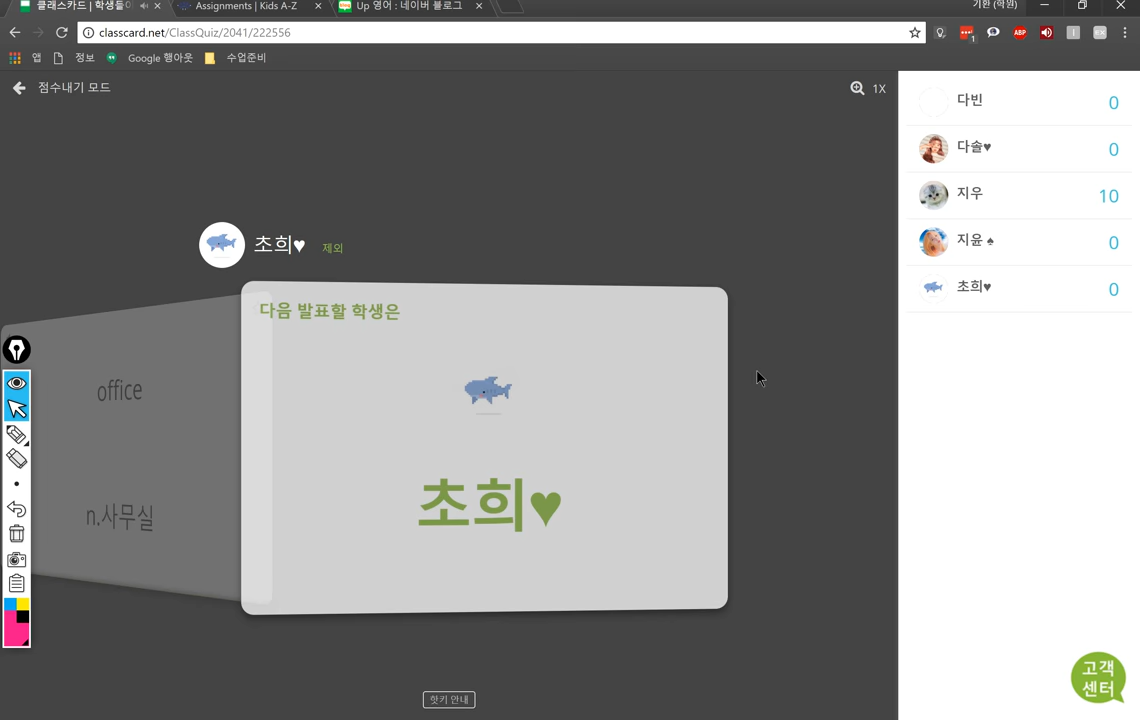 클래스카드 | 학생들이
Assignments | Kids A-Z
Up 영어 : 네이버 블로그
기환 (학원)
classcard.net/ClassQuiz/2041/222556
1
ABP
앱
정보
Google 행아웃
수업준비
점수내기 모드
1X
초희♥
제외
다음 발표할 학생은
초희♥
office
n.사무실
핫키 안내
다빈 0
다솔♥ 0
지우 10
지윤♠ 0
초희♥ 0
고객
센터